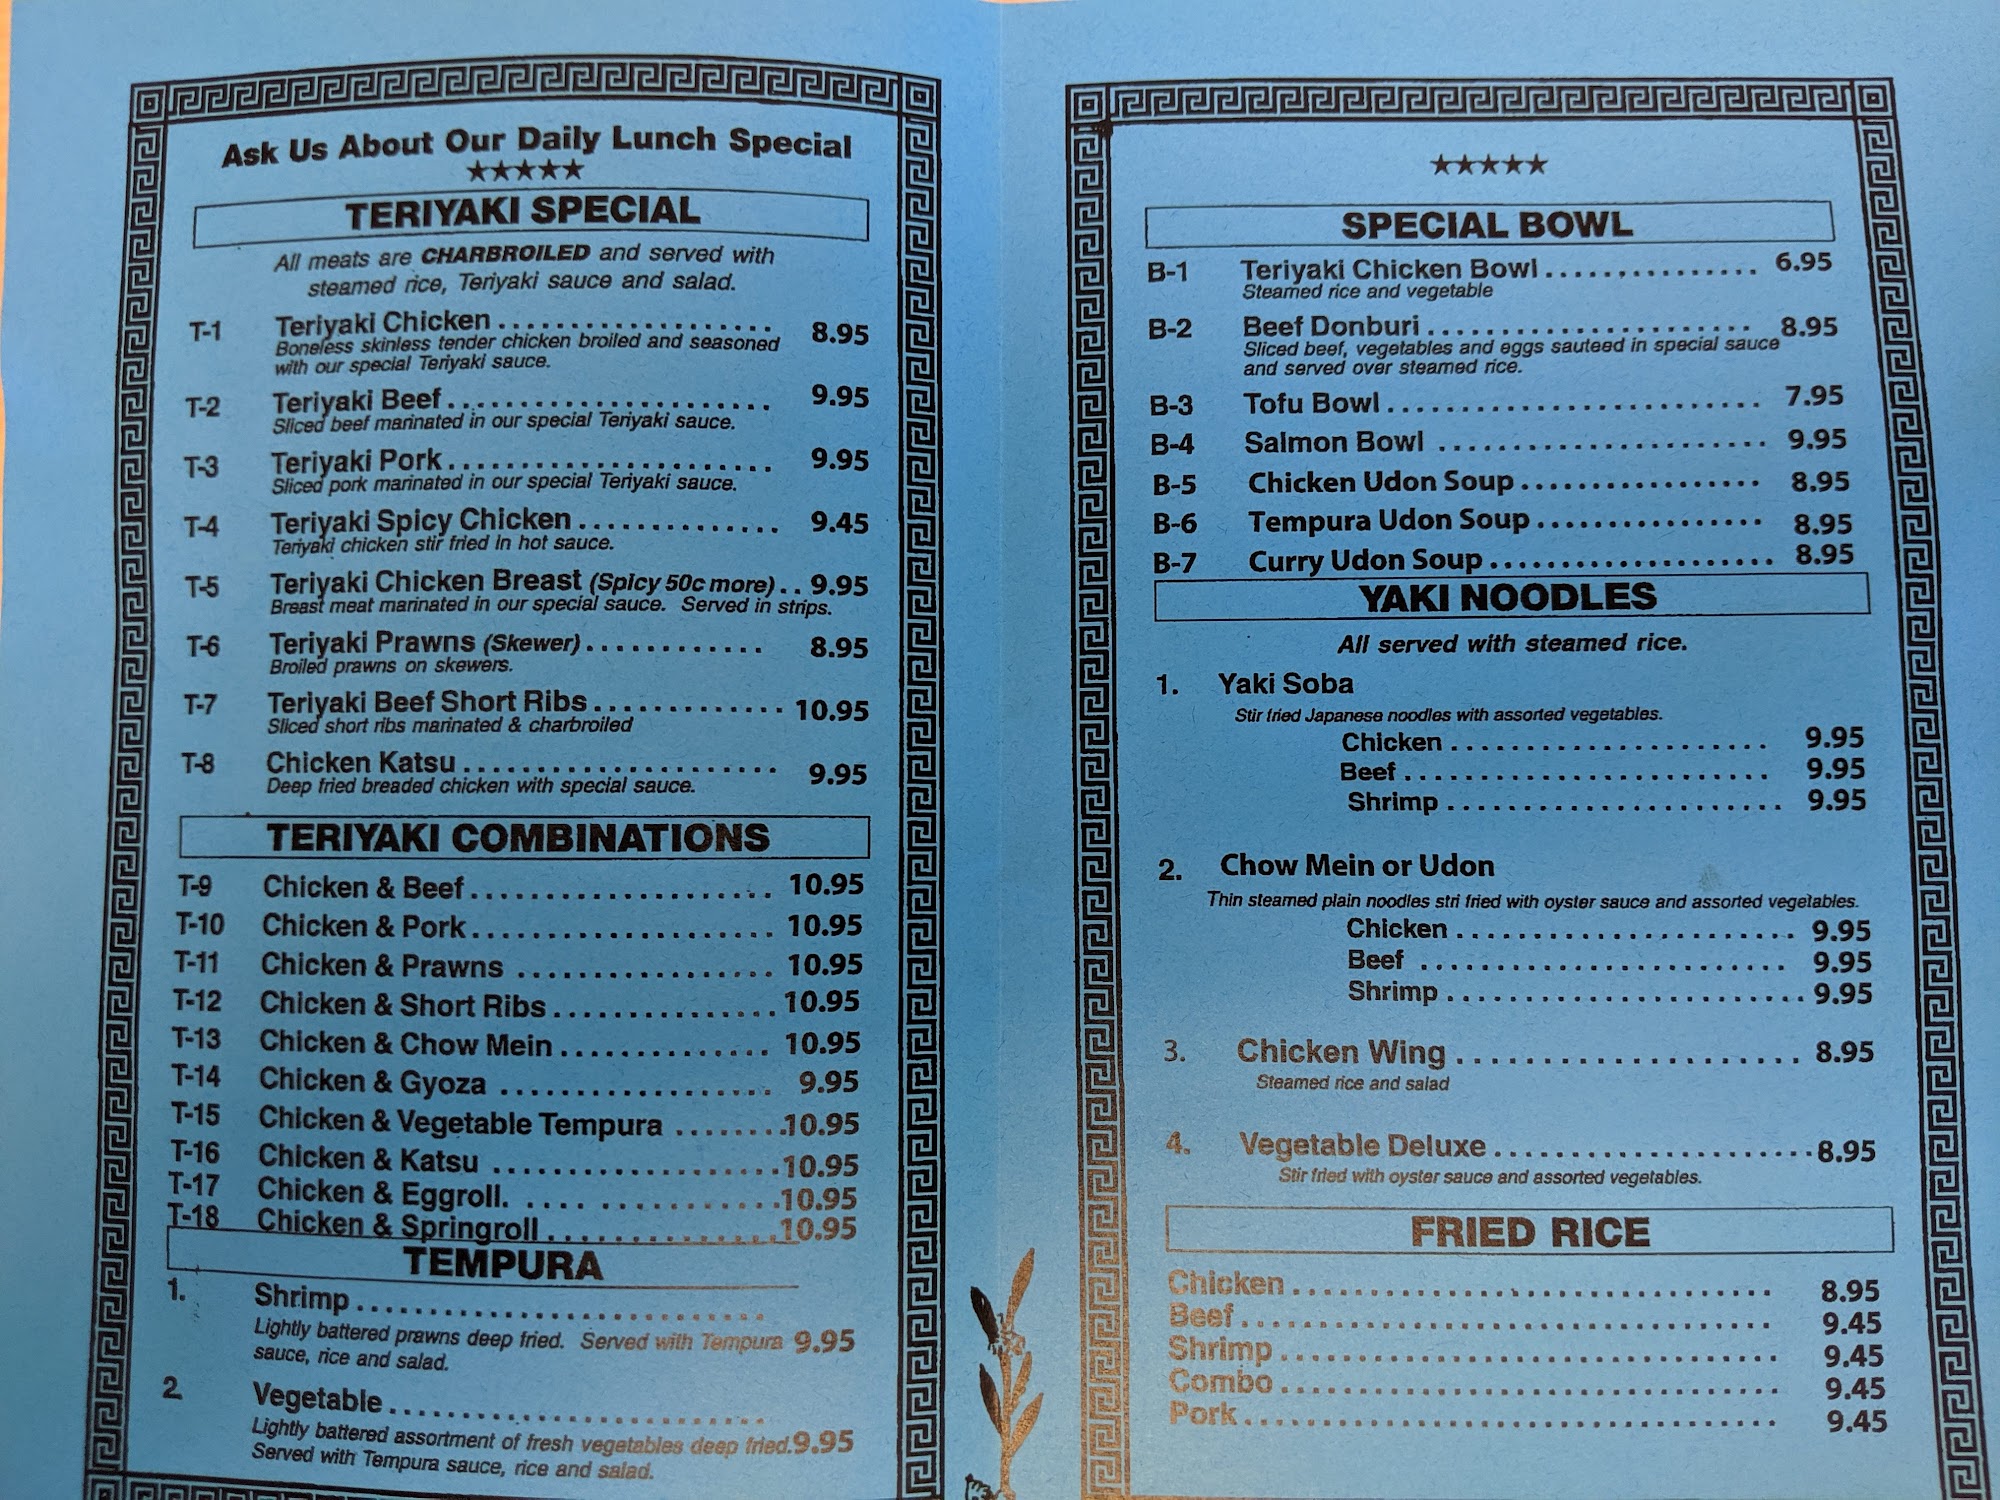 Ask Us About Our Daily Lunch Special
★★★★★
TERIYAKI SPECIAL
All meats are CHARBROILED and served with
steamed rice, Teriyaki sauce and salad.
T-1 Teriyaki Chicken . . . . . . . . . . . . . . . . . . . 8.95
Boneless skinless tender chicken broiled and seasoned
with our special Teriyaki sauce.
T-2 Teriyaki Beef . . . . . . . . . . . . . . . . . . . . . . 9.95
Sliced beef marinated in our special Teriyaki sauce.
T-3 Teriyaki Pork . . . . . . . . . . . . . . . . . . . . . . 9.95
Sliced pork marinated in our special Teriyaki sauce.
T-4 Teriyaki Spicy Chicken . . . . . . . . . . . . . . 9.45
Teriyaki chicken stir fried in hot sauce.
T-5 Teriyaki Chicken Breast (Spicy 50c more) . . 9.95
Breast meat marinated in our special sauce. Served in strips.
T-6 Teriyaki Prawns (Skewer) . . . . . . . . . . . . 8.95
Broiled prawns on skewers.
T-7 Teriyaki Beef Short Ribs . . . . . . . . . . . . . 10.95
Sliced short ribs marinated & charbroiled
T-8 Chicken Katsu . . . . . . . . . . . . . . . . . . . . . 9.95
Deep fried breaded chicken with special sauce.
TERIYAKI COMBINATIONS
T-9 Chicken & Beef . . . . . . . . . . . . . . . . . . . . 10.95
T-10 Chicken & Pork . . . . . . . . . . . . . . . . . . . . 10.95
T-11 Chicken & Prawns . . . . . . . . . . . . . . . . . 10.95
T-12 Chicken & Short Ribs . . . . . . . . . . . . . . . 10.95
T-13 Chicken & Chow Mein . . . . . . . . . . . . . . 10.95
T-14 Chicken & Gyoza . . . . . . . . . . . . . . . . . . 9.95
T-15 Chicken & Vegetable Tempura . . . . . . . . 10.95
T-16 Chicken & Katsu . . . . . . . . . . . . . . . . . . . 10.95
T-17 Chicken & Eggroll. . . . . . . . . . . . . . . . . . 10.95
T-18 Chicken & Springroll . . . . . . . . . . . . . . . . 10.95
TEMPURA
1. Shrimp . . . . . . . . . . . . . . . . . . . . . . . . . . .
Lightly battered prawns deep fried. Served with Tempura 9.95
sauce, rice and salad.
2. Vegetable . . . . . . . . . . . . . . . . . . . . . . . . .
Lightly battered assortment of fresh vegetables deep fried. 9.95
Served with Tempura sauce, rice and salad.
★★★★★
SPECIAL BOWL
B-1 Teriyaki Chicken Bowl . . . . . . . . . . . . . . . 6.95
Steamed rice and vegetable
B-2 Beef Donburi . . . . . . . . . . . . . . . . . . . . . . 8.95
Sliced beef, vegetables and eggs sauteed in special sauce
and served over steamed rice.
B-3 Tofu Bowl . . . . . . . . . . . . . . . . . . . . . . . . . 7.95
B-4 Salmon Bowl . . . . . . . . . . . . . . . . . . . . . . 9.95
B-5 Chicken Udon Soup . . . . . . . . . . . . . . . . . 8.95
B-6 Tempura Udon Soup . . . . . . . . . . . . . . . . 8.95
B-7 Curry Udon Soup . . . . . . . . . . . . . . . . . . . 8.95
YAKI NOODLES
All served with steamed rice.
1. Yaki Soba
Stir fried Japanese noodles with assorted vegetables.
Chicken . . . . . . . . . . . . . . . . . . . . . 9.95
Beef . . . . . . . . . . . . . . . . . . . . . . . . 9.95
Shrimp . . . . . . . . . . . . . . . . . . . . . . 9.95
2. Chow Mein or Udon
Thin steamed plain noodles stri fried with oyster sauce and assorted vegetables.
Chicken . . . . . . . . . . . . . . . . . . . . . . 9.95
Beef . . . . . . . . . . . . . . . . . . . . . . . . 9.95
Shrimp . . . . . . . . . . . . . . . . . . . . . . . 9.95
3. Chicken Wing . . . . . . . . . . . . . . . . . . . . . . 8.95
Steamed rice and salad
4. Vegetable Deluxe . . . . . . . . . . . . . . . . . . . . 8.95
Stir fried with oyster sauce and assorted vegetables.
FRIED RICE
Chicken . . . . . . . . . . . . . . . . . . . . . . . . . . . . . . . 8.95
Beef . . . . . . . . . . . . . . . . . . . . . . . . . . . . . . . . . . 9.45
Shrimp . . . . . . . . . . . . . . . . . . . . . . . . . . . . . . . . 9.45
Combo . . . . . . . . . . . . . . . . . . . . . . . . . . . . . . . . 9.45
Pork . . . . . . . . . . . . . . . . . . . . . . . . . . . . . . . . . . 9.45